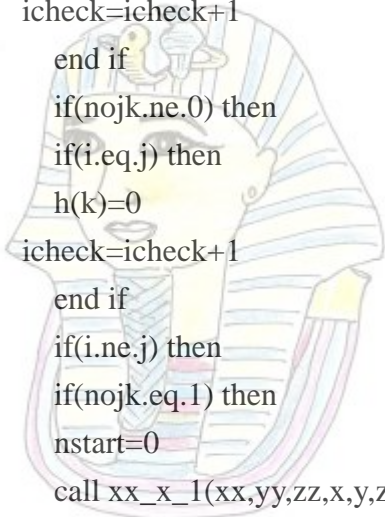 icheck=icheck+1
end if
if(nojk.ne.0) then
if(i.eq.j) then
h(k)=0
icheck=icheck+1
end if
if(i.ne.j) then
if(nojk.eq.1) then
nstart=0
call xx_x_1(xx,yy,zz,x,y,z